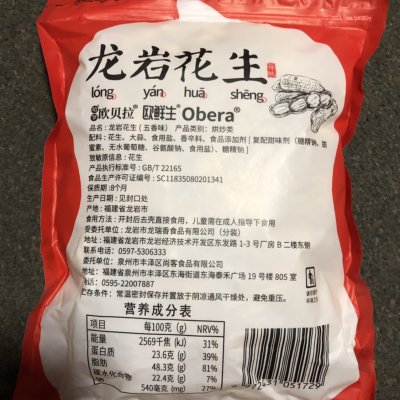 龙岩花生
lóng yán huā shēng
传统
欧贝拉® 欧鲜生® Obera®
品名：龙岩花生（五香味） 产品类别：烘炒类
配料：花生、大蒜、食用盐、香辛料、食品添加剂［复配甜味剂（糖精钠、甜
蜜素、无水葡萄糖、谷氨酸钠、食用盐）、糖精钠］
致敏原信息：花生
产品执行标准号：GB/T 22165
食品生产许可证编号：SC11835080201341
保质期：8个月
生产日期：见封口处
产地：福建省龙岩市
食用方法：开封后去壳直接食用，儿童需在成人指导下食用
受委托单位：龙岩市龙瑞香食品有限公司（分装）
地址：福建省龙岩市龙岩经济技术开发区东发路1-3号厂房B二楼东侧
联系电话：0597-5306333
委托单位：泉州市丰泽区尚客食品有限公司
地址：福建省泉州市丰泽区东海街道东海泰禾广场19号楼805室
电话：0595-22007887
贮存条件：常温密封保存并置放于阴凉通风干燥处，避免重压。
营养成分表
项目 每100克(g) NRV%
能量 2569千焦(kJ) 31%
蛋白质 23.6克(g) 39%
脂肪 48.3克(g) 81%
碳水化合物 22.4克(g) 7%
钠 540毫克(mg) 27%